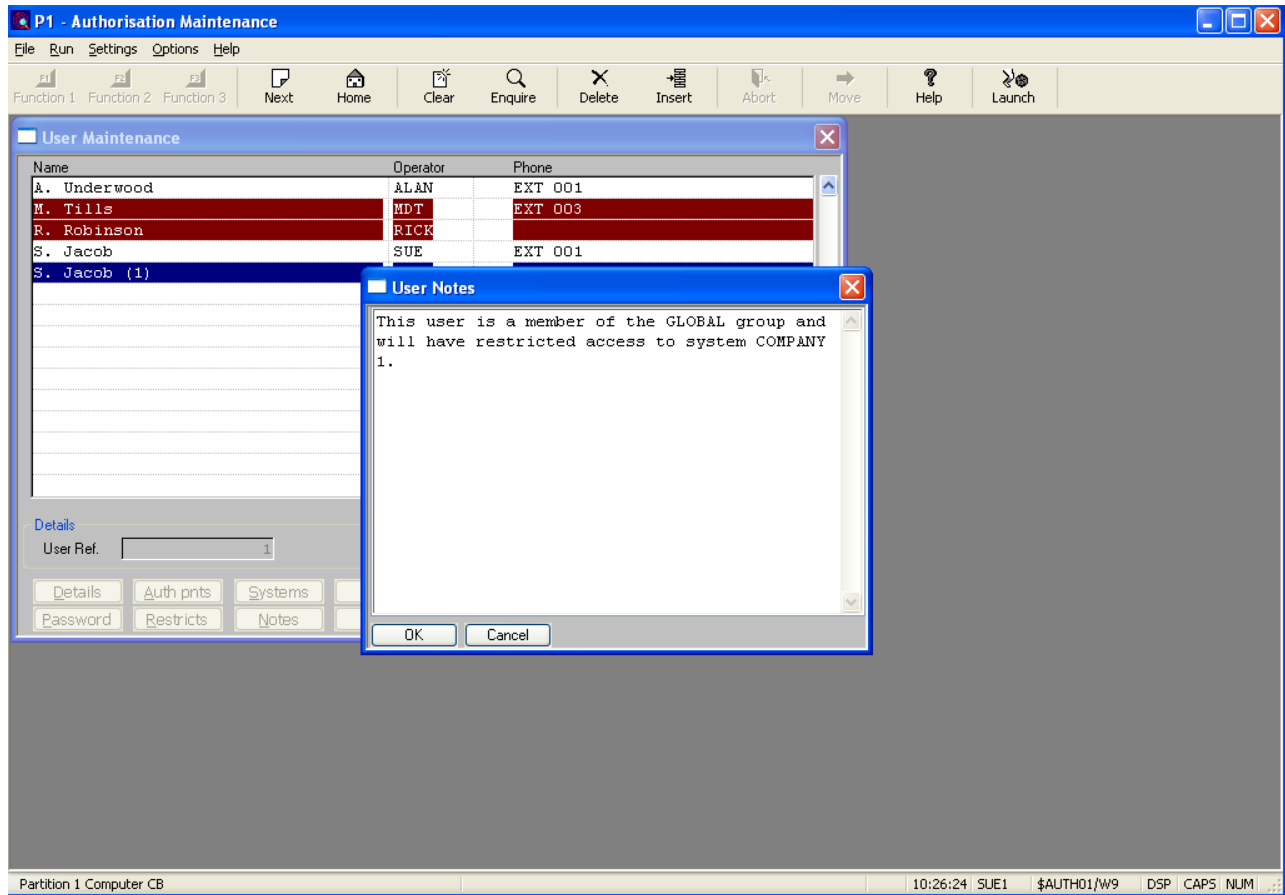 P1 - Authorisation Maintenance
File Run Settings Options Help
F1 F2 F3
Function 1 Function 2 Function 3 Next Home Clear Enquire Delete Insert Abort Move Help Launch
User Maintenance
Name Operator Phone
A. Underwood ALAN EXT 001
M. Tills MDT EXT 003
R. Robinson RICK
S. Jacob SUE EXT 001
S. Jacob (1)
User Notes
This user is a member of the GLOBAL group and
will have restricted access to system COMPANY
1.
OK Cancel
Details
User Ref. 1
Details Auth pnts Systems
Password Restricts Notes
Partition 1 Computer CB 10:26:24 SUE1 $AUTH01/W9 DSP CAPS NUM